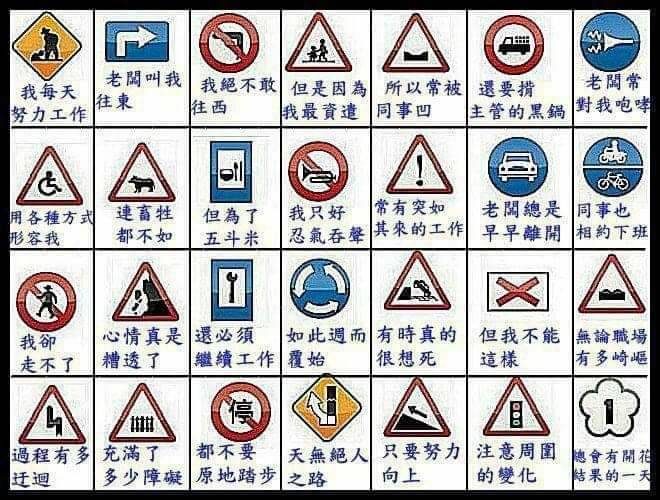 我每天
努力工作
老闆叫我
往東
我絕不敢
往西
但是因為
我最資遣
所以常被
同事凹
還要揹
主管的黑鍋
老闆常
對我咆哮
用各種方式
形容我
連畜牲
都不如
但為了
五斗米
我只好
忍氣吞聲
常有突如
其來的工作
老闆總是
早早離開
同事也
相約下班
我卻
走不了
心情真是
糟透了
還必須
繼續工作
如此週而
覆始
有時真的
很想死
但我不能
這樣
無論職場
有多崎嶇
停
1
過程有多
迂迴
充滿了
多少障礙
都不要
原地踏步
天無絕人
之路
只要努力
向上
注意周圍
的變化
總會有開花
結果的一天